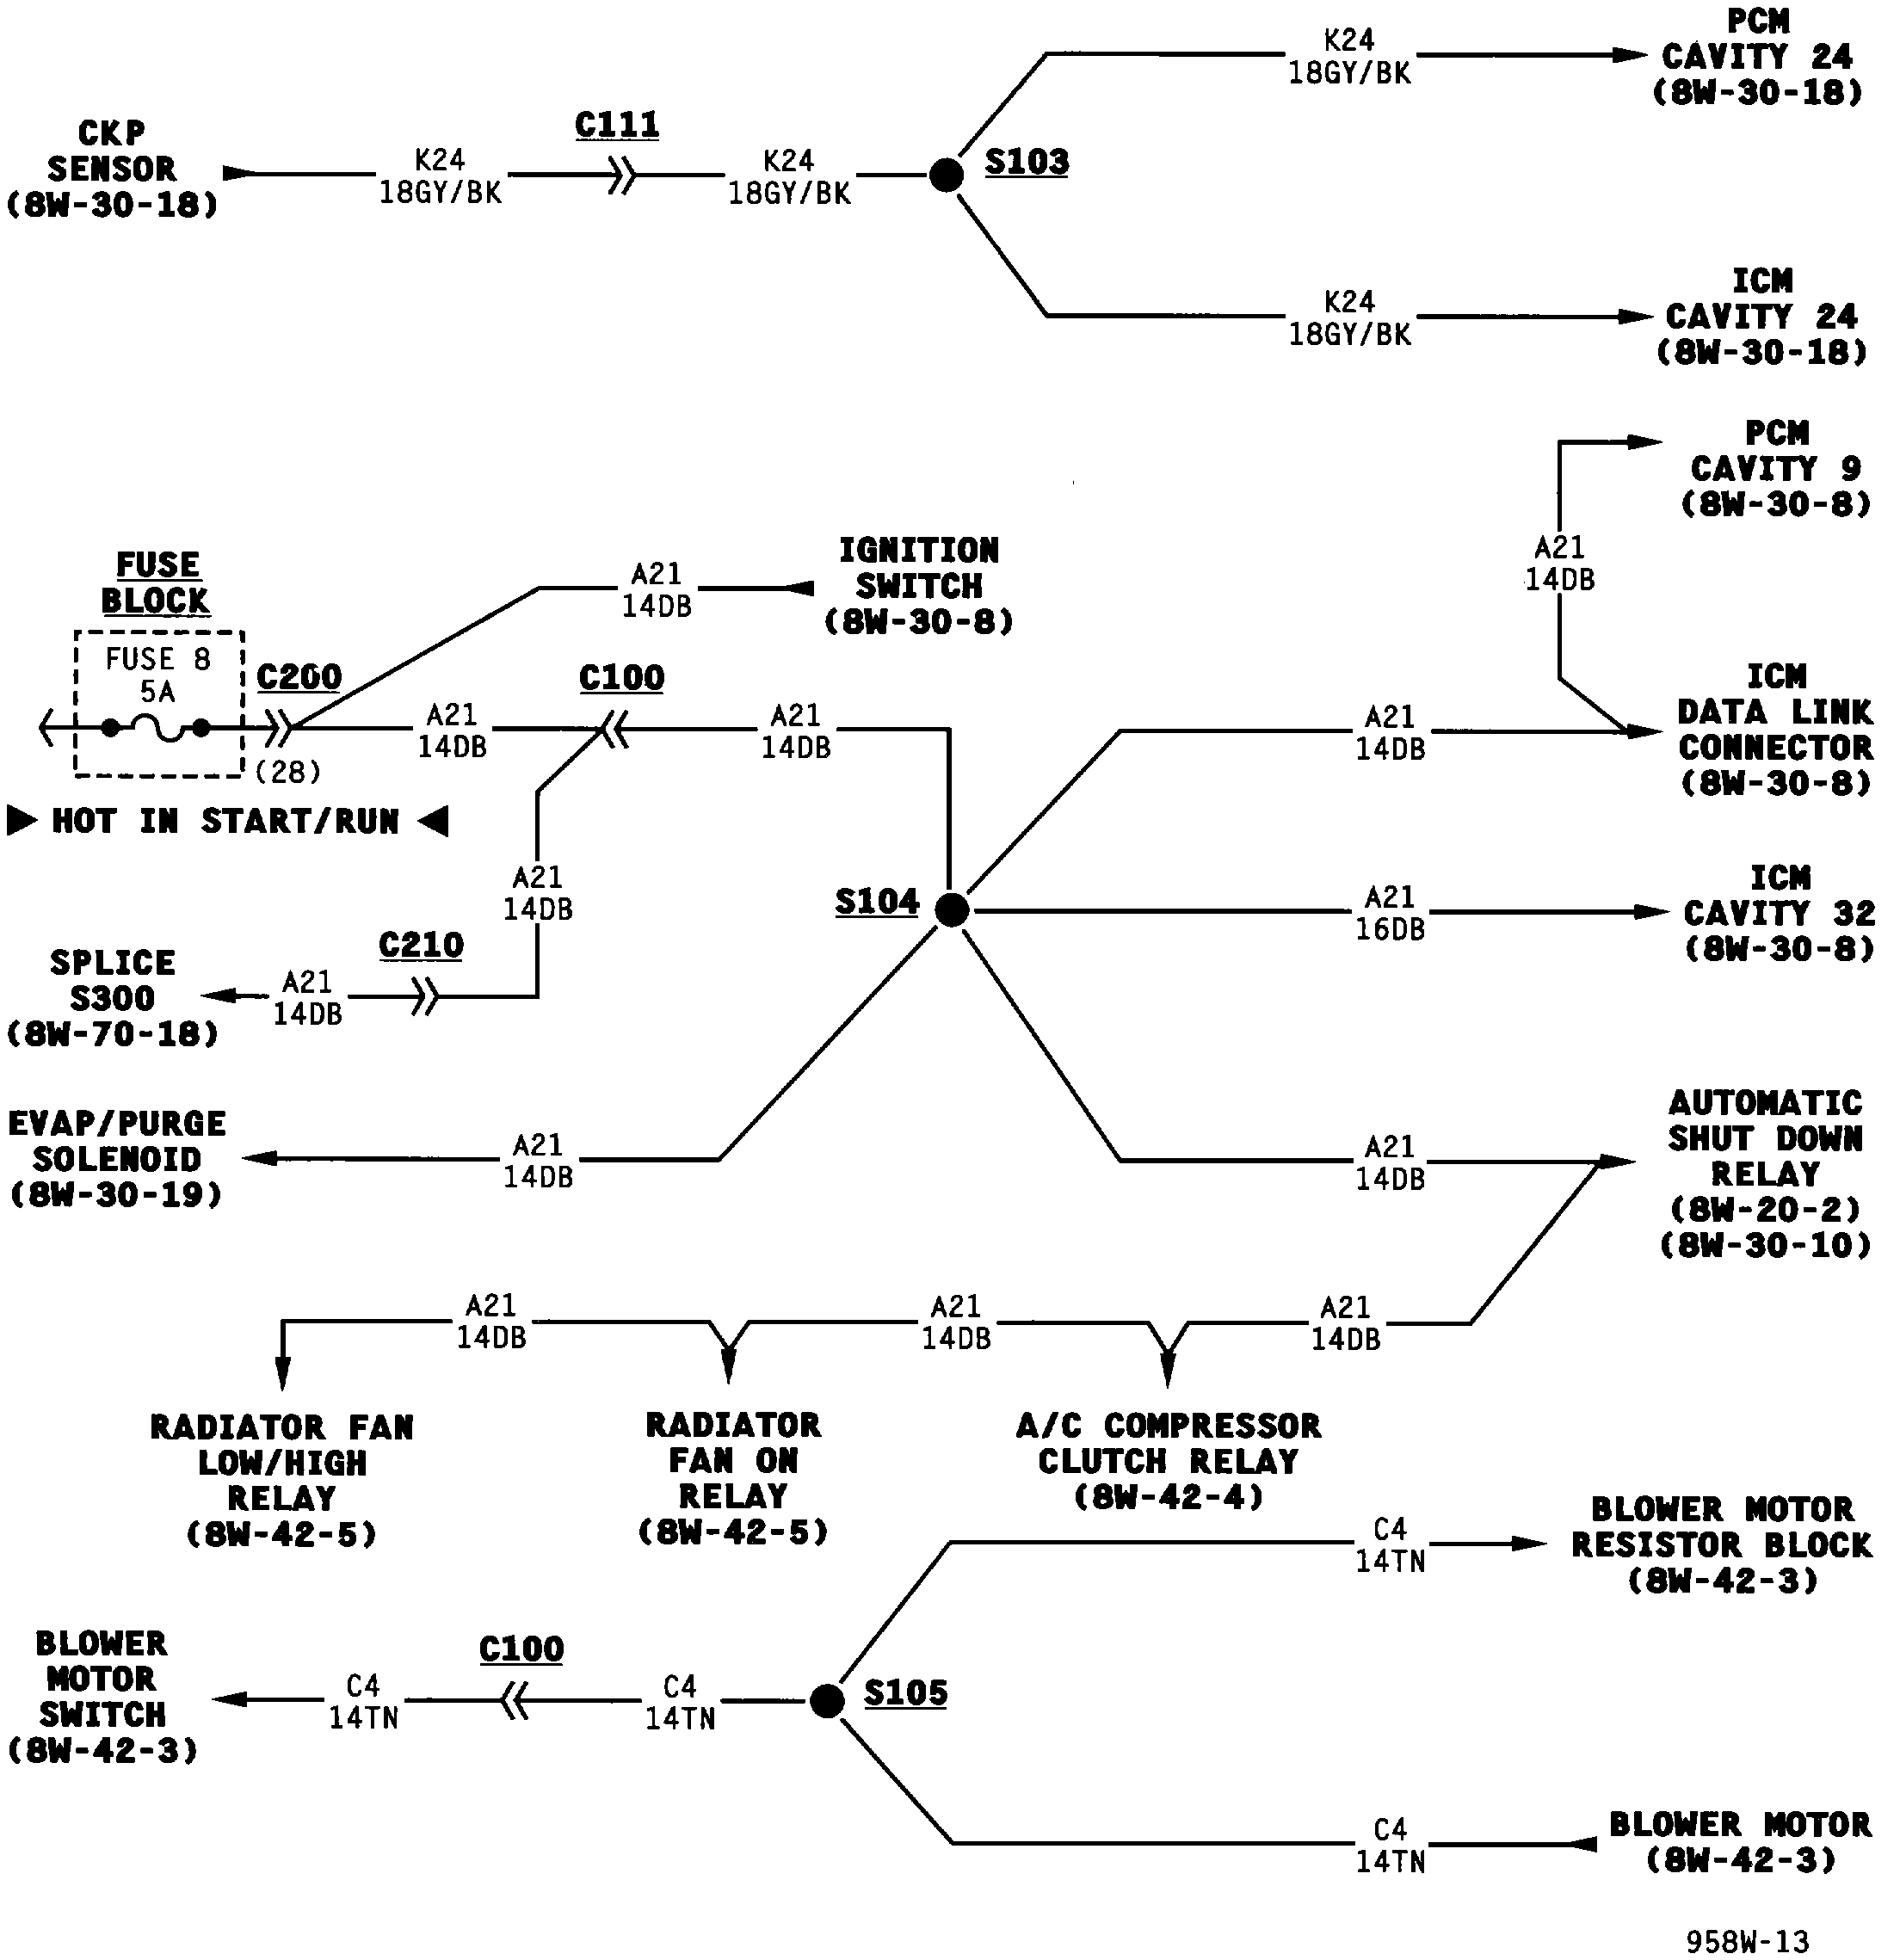 PCM
CAVITY 24
(8W-30-18)
K24
18GY/BK
CKP
SENSOR
(8W-30-18)
K24
18GY/BK
C111
K24
18GY/BK
S103
K24
18GY/BK
ICM
CAVITY 24
(8W-30-18)
PCM
CAVITY 9
(8W-30-8)
A21
14DB
IGNITION
SWITCH
(8W-30-8)
A21
14DB
FUSE
BLOCK
FUSE 8
5A
C200
(28)
A21
14DB
C100
A21
14DB
HOT IN START/RUN
A21
14DB
ICM
DATA LINK
CONNECTOR
(8W-30-8)
A21
14DB
S104
A21
16DB
ICM
CAVITY 32
(8W-30-8)
SPLICE
S300
(8W-70-18)
A21
14DB
C210
EVAP/PURGE
SOLENOID
(8W-30-19)
A21
14DB
A21
14DB
AUTOMATIC
SHUT DOWN
RELAY
(8W-20-2)
(8W-30-10)
A21
14DB
A21
14DB
A21
14DB
RADIATOR FAN
LOW/HIGH
RELAY
(8W-42-5)
RADIATOR
FAN ON
RELAY
(8W-42-5)
A/C COMPRESSOR
CLUTCH RELAY
(8W-42-4)
C4
14TN
BLOWER MOTOR
RESISTOR BLOCK
(8W-42-3)
BLOWER
MOTOR
SWITCH
(8W-42-3)
C4
14TN
C100
C4
14TN
S105
C4
14TN
BLOWER MOTOR
(8W-42-3)
958W-13